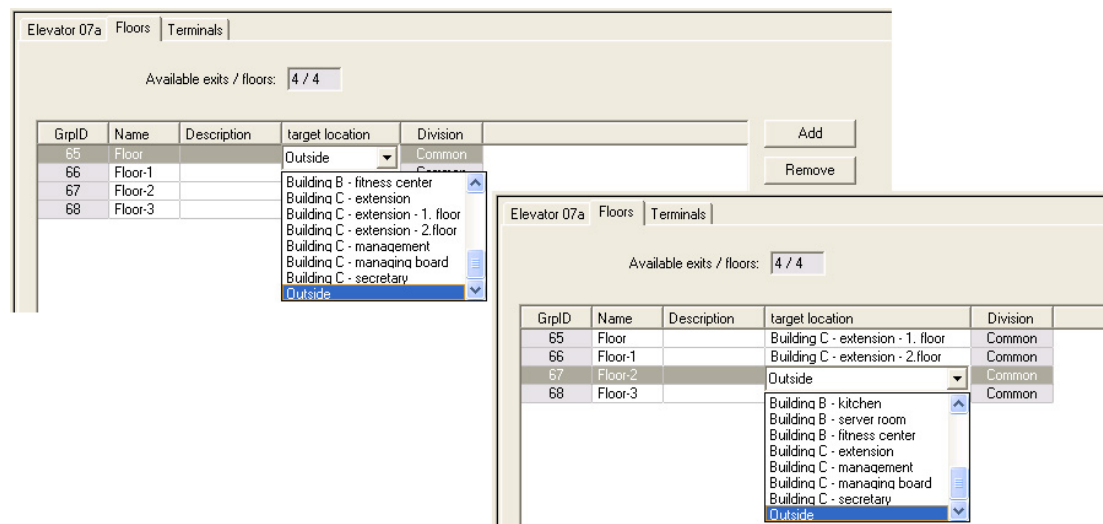 Elevator 07a Floors Terminals
Available exits / floors: 4 / 4
GrpID Name Description target location Division
65 Floor Outside Common
66 Floor-1 Common
67 Floor-2
68 Floor-3
Building B - fitness center
Building C - extension
Building C - extension - 1. floor
Building C - extension - 2.floor
Building C - management
Building C - managing board
Building C - secretary
Outside
Add
Remove
Elevator 07a Floors Terminals
Available exits / floors: 4 / 4
GrpID Name Description target location Division
65 Floor Building C - extension - 1. floor Common
66 Floor-1 Building C - extension - 2.floor Common
67 Floor-2 Outside Common
68 Floor-3 Common
Building B - kitchen
Building B - server room
Building B - fitness center
Building C - extension
Building C - management
Building C - managing board
Building C - secretary
Outside